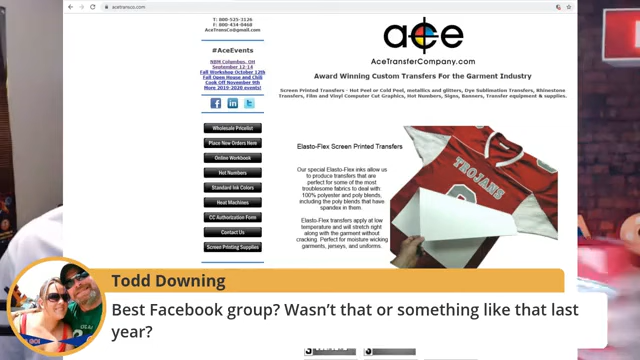 acetransco.com
T: 800-525-3126
F: 800-434-0468
AceTransCo@gmail.com
#AceEvents
NBM Columbus, OH
September 12-14
Fall Workshop October 12th
Fall Open House and Chili
Cook Off November 9th
More 2019-2020 events!
Wholesale Pricelist
Place New Orders Here
Online Workbook
Hot Numbers
Standard Ink Colors
Heat Machines
CC Authorization Form
Contact Us
Screen Printing Supplies
ace
AceTransferCompany.com
Award Winning Custom Transfers For the Garment Industry
Screen Printed Transfers - Hot Peel or Cold Peel, metallics and glitters, Dye Sublimation Transfers, Rhinestone
Transfers, Film and Vinyl Computer Cut Graphics, Hot Numbers, Signs, Banners, Transfer equipment & supplies.
Elasto-Flex Screen Printed Transfers
Our special Elasto-Flex inks allow us
to produce transfers that are
perfect for some of the most
troublesome fabrics to deal with
100% polyester and poly blends,
including the poly blends that have
spandex in them.
Elasto-Flex transfers apply at low
temperature and will stretch right
along with the garment without
cracking. Perfect for moisture wicking
garments, jerseys, and uniforms.
TROJANS
Todd Downing
Best Facebook group? Wasn't that or something like that last
year?